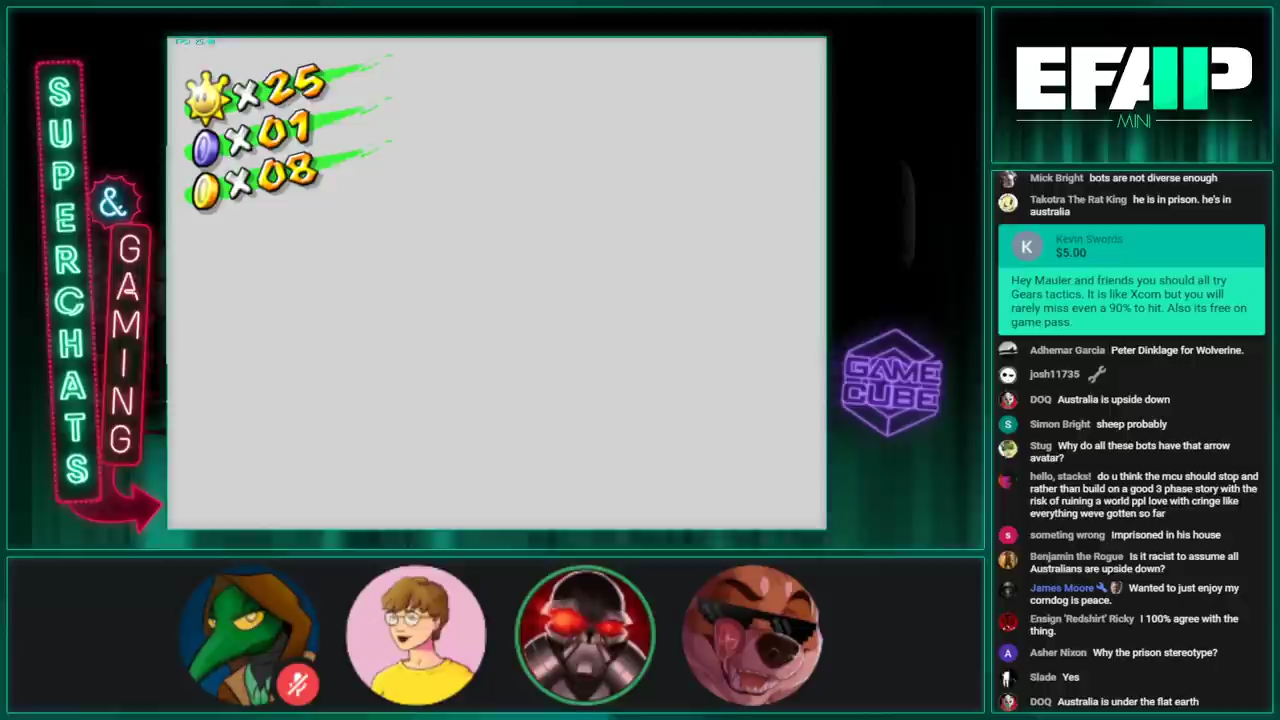 SUPERCHATS
&
GAMING
x25
x01
x08
GAME
CUBE
EFAP
MINI
Mick Bright bots are not diverse enough
Takotra The Rat King he is in prison. he's in
australia
K
Kevin Swords
$5.00
Hey Mauler and friends you should all try
Gears tactics. It is like Xcom but you will
rarely miss even a 90% to hit. Also its free on
game pass.
Adhemar Garcia Peter Dinklage for Wolverine.
josh11735
DOQ Australia is upside down
S Simon Bright sheep probably
Stug Why do all these bots have that arrow
avatar?
hello, stacks! do u think the mcu should stop and
rather than build on a good 3 phase story with the
risk of ruining a world ppl love with cringe like
everything weve gotten so far
s someting wrong Imprisoned in his house
Benjamin the Rogue Is it racist to assume all
Australians are upside down?
James Moore Wanted to just enjoy my
corndog is peace.
Ensign 'Redshirt' Ricky I 100% agree with the
thing.
A Asher Nixon Why the prison stereotype?
Slade Yes
DOQ Australia is under the flat earth